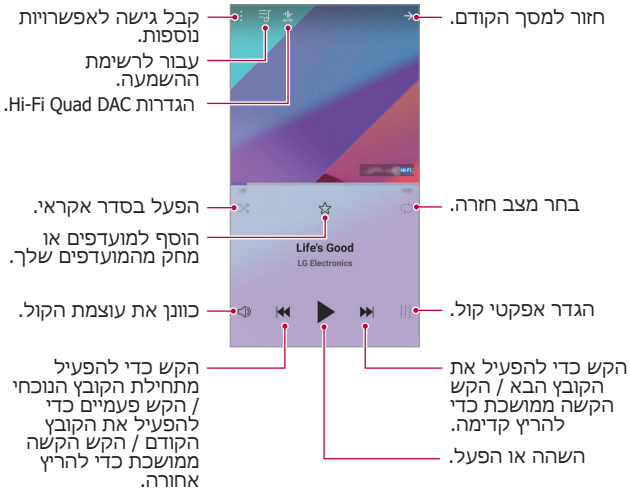 חזור למסך הקודם.
קבל גישה לאפשרויות
נוספות.
עבור לרשימת
ההשמעה.
הגדרות Hi-Fi Quad DAC.
HI-FI
בחר מצב חזרה.
הפעל בסדר אקראי.
הוסף למועדפים או
מחק מהמועדפים שלך.
Life's Good
LG Electronics
הגדר אפקטי קול.
כוונן את עוצמת הקול.
הקש כדי להפעיל את
הקובץ הבא / הקש
הקשה ממושכת כדי
להריץ קדימה.
השהה או הפעל.
הקש כדי להפעיל
מתחילת הקובץ הנוכחי
/ הקש פעמיים כדי
להפעיל את הקובץ
הקודם / הקש הקשה
ממושכת כדי להריץ
אחורה.